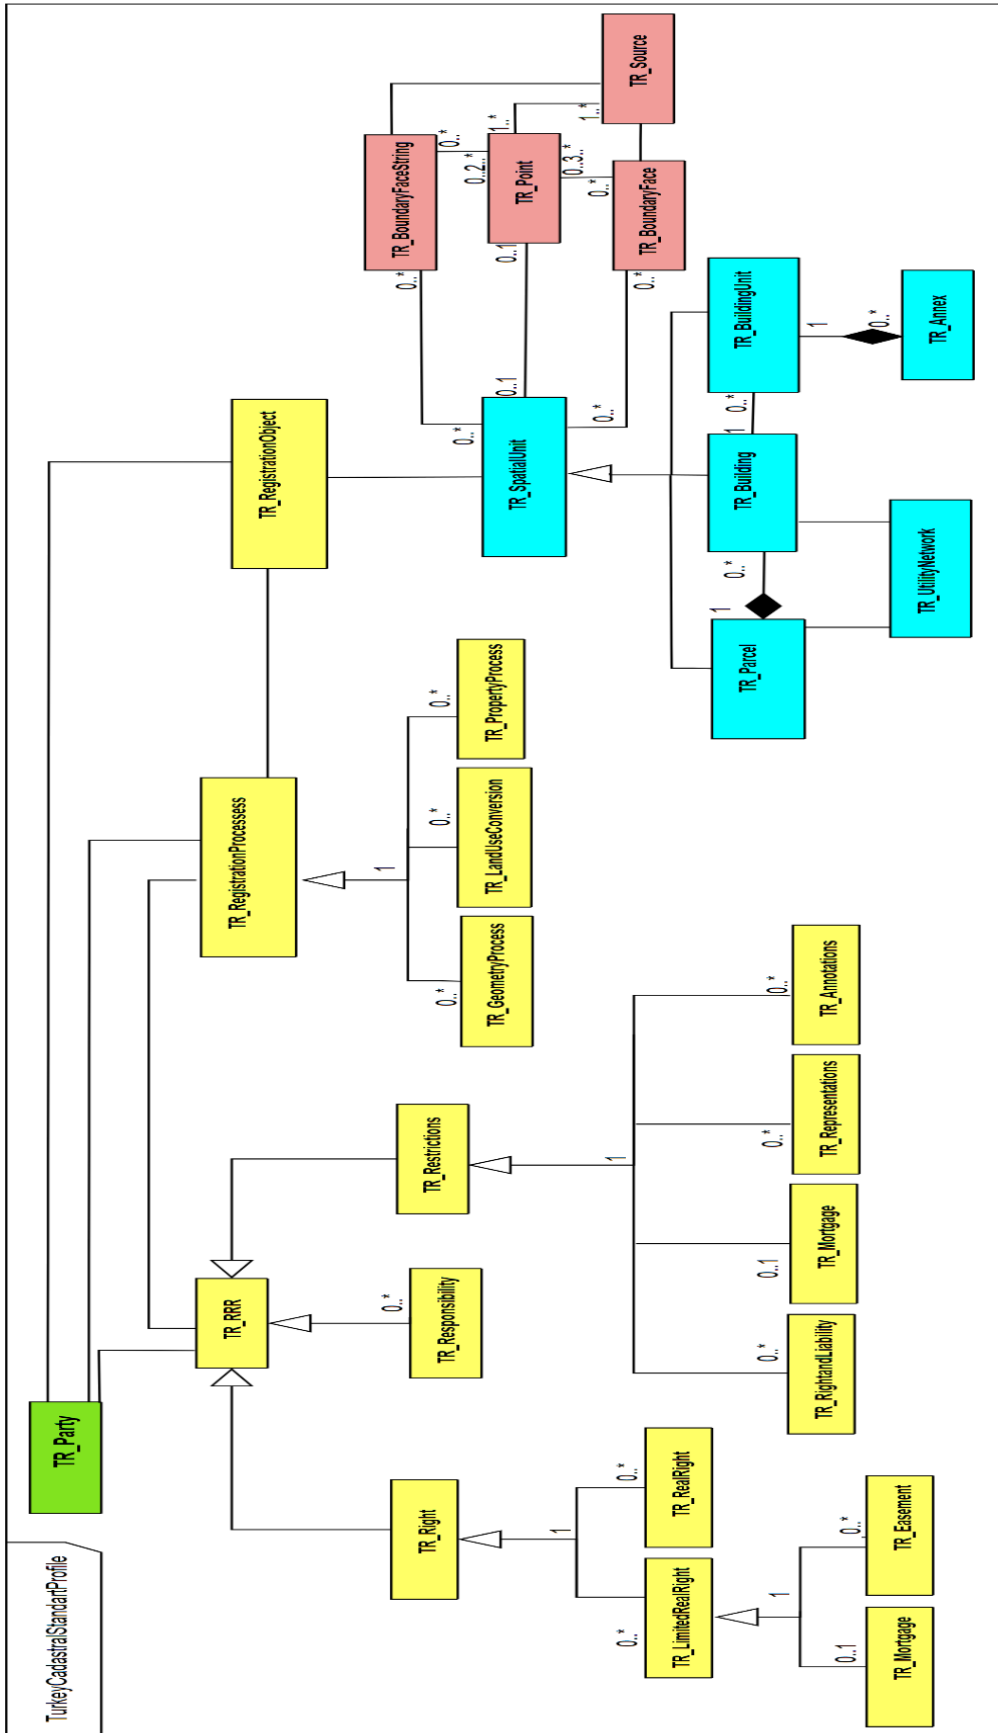 TurkeyCadastralStandartProfile
TR_Party
TR_RRR
TR_RegistrationProcessess
TR_RegistrationObject
1
0..*
0..*
TR_BoundaryFaceString
0..*
TR_Right
TR_Responsibility
TR_Restrictions
0..*
0..*
0..*
0..*
0..2..*
TR_GeometryProcess
TR_LandUseConversion
TR_PropertyProcess
TR_SpatialUnit
0..1
0..1
TR_Point
1..*
1
0..3..*
1..*
0..*
0..*
1
0..*
0..*
0..*
TR_BoundaryFace
TR_Source
TR_LimitedRealRight
TR_RealRight
1
1
0..*
0..*
0..*
0..1
0..*
0..*
TR_Parcel
TR_Building
TR_BuildingUnit
1
1
0..1
0..*
TR_RightandLiability
TR_Mortgage
TR_Representations
TR_Annotations
0..*
TR_Mortgage
TR_Easement
TR_UtilityNetwork
TR_Annex